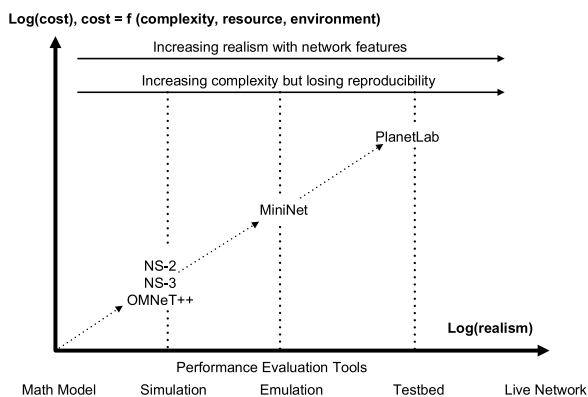 Log(cost), cost = f (complexity, resource, environment)
Increasing realism with network features
Increasing complexity but losing reproducibility
PlanetLab
MiniNet
NS-2
NS-3
OMNeT++
Log(realism)
Performance Evaluation Tools
Math Model Simulation Emulation Testbed Live Network